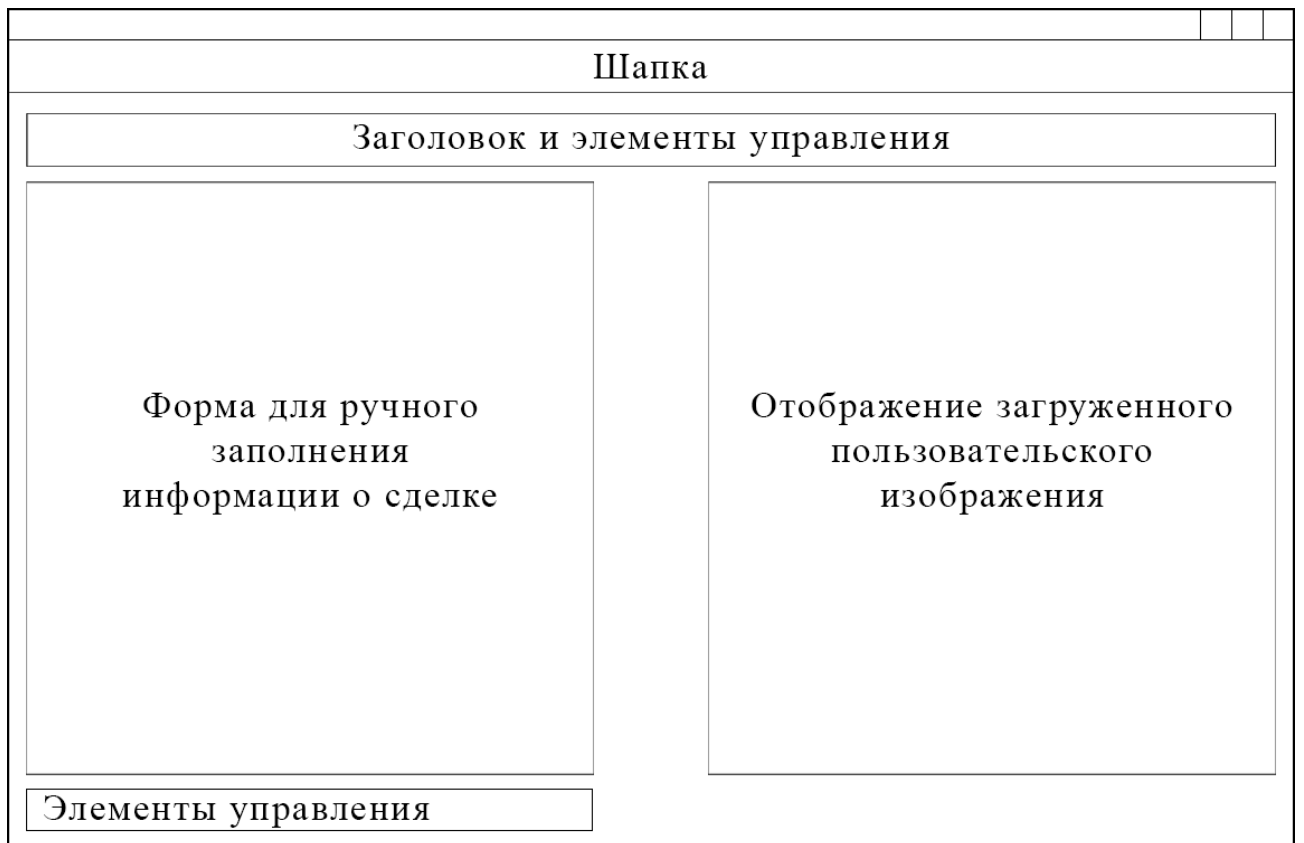 Шапка
Заголовок и элементы управления
Форма для ручного
заполнения
информации о сделке
Отображение загруженного
пользовательского
изображения
Элементы управления